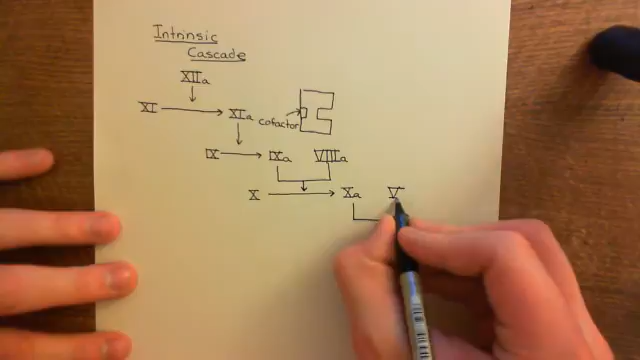 Intrinsic
Cascade
XIIa
XI → XIa
cofactor
IX → IXa VIIIa
X → Xa V